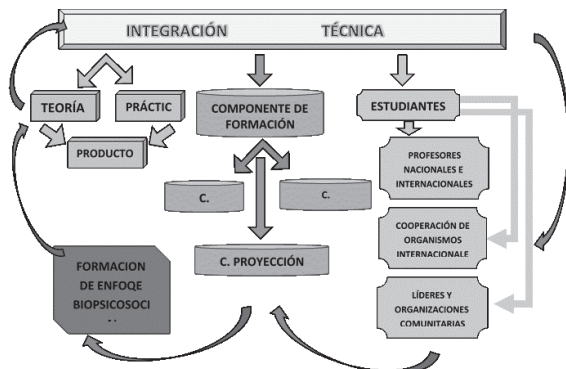 INTEGRACIÓN TÉCNICA
TEORÍA
PRÁCTIC
PRODUCTO
COMPONENTE DE
FORMACIÓN
C.
C.
C. PROYECCIÓN
ESTUDIANTES
PROFESORES
NACIONALES E
INTERNACIONALES
COOPERACIÓN DE
ORGANISMOS
INTERNACIONALE
LÍDERES Y
ORGANIZACIONES
COMUNITARIAS
FORMACION
DE ENFOQE
BIOPSICOSOCI